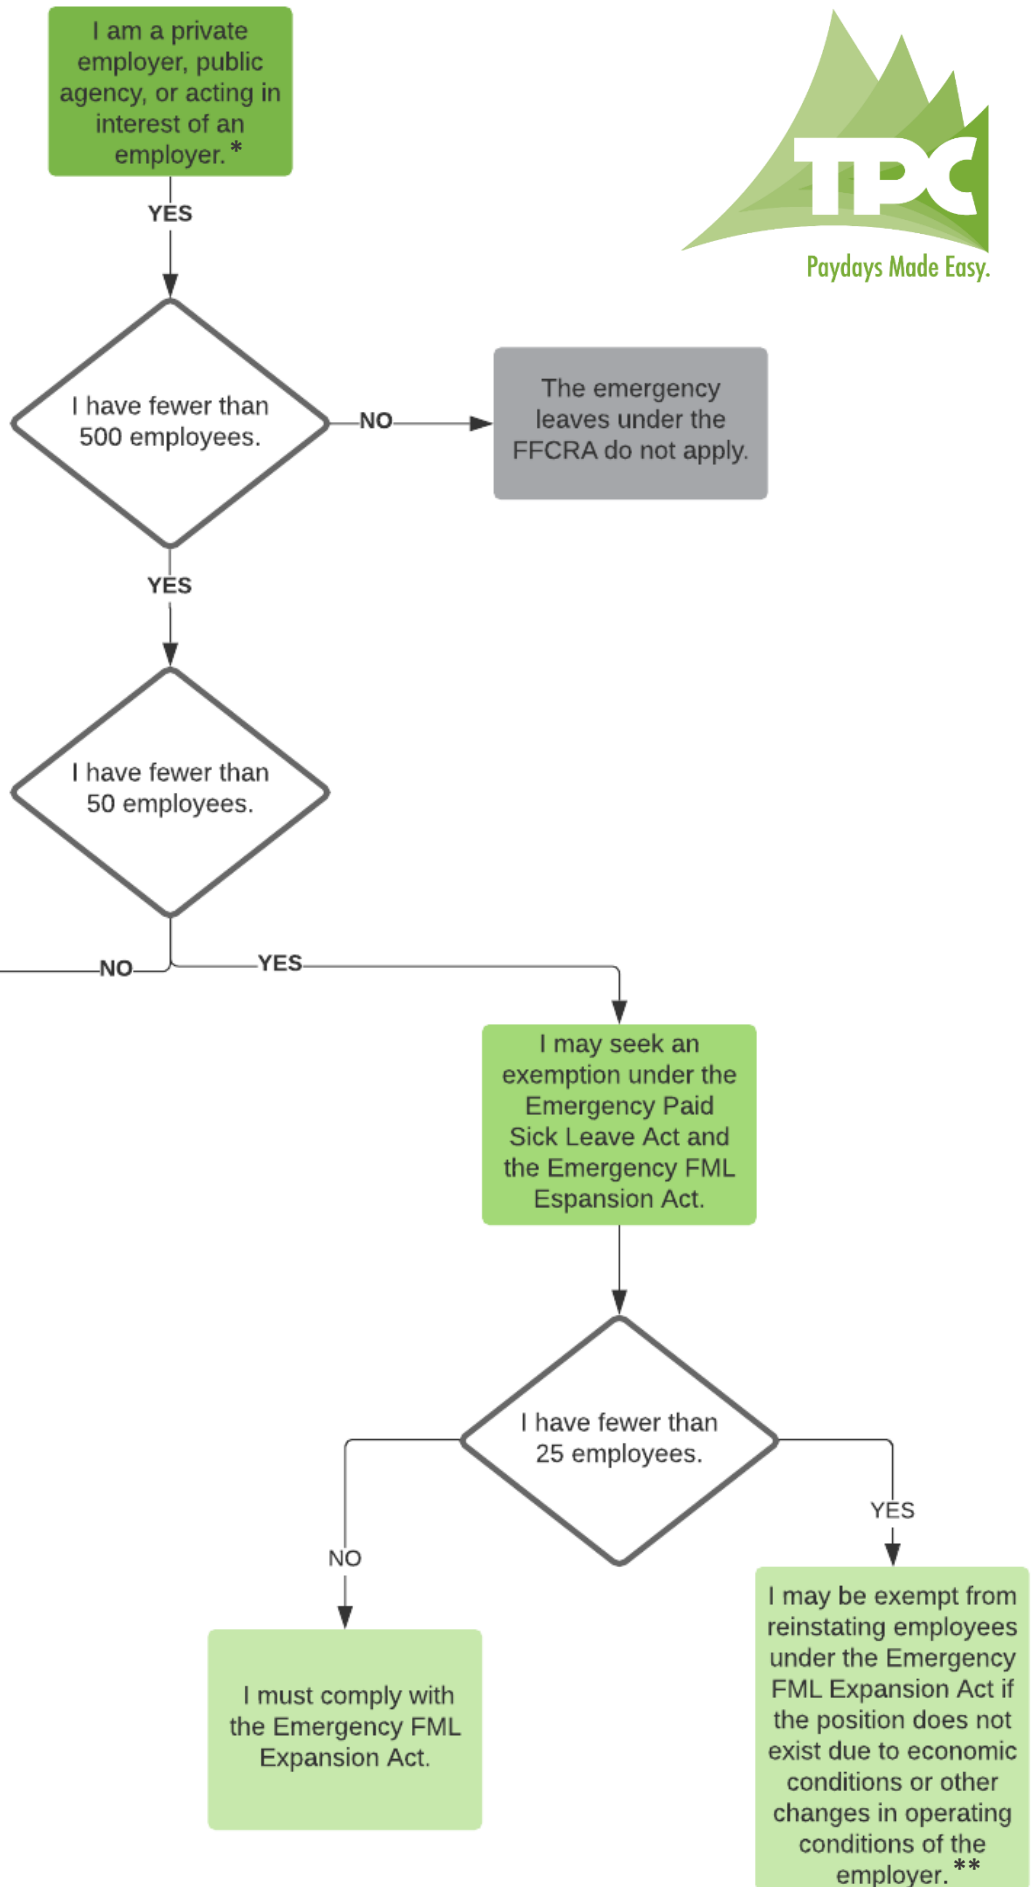 I am a private
employer, public
agency, or acting in
interest of an
employer.*
TPC
Paydays Made Easy.
YES
I have fewer than
500 employees.
NO
The emergency
leaves under the
FFCRA do not apply.
YES
I have fewer than
50 employees.
NO
YES
I may seek an
exemption under the
Emergency Paid
Sick Leave Act and
the Emergency FML
Espansion Act.
I have fewer than
25 employees.
NO
YES
I must comply with
the Emergency FML
Expansion Act.
I may be exempt from
reinstating employees
under the Emergency
FML Expansion Act if
the position does not
exist due to economic
conditions or other
changes in operating
conditions of the
employer.**